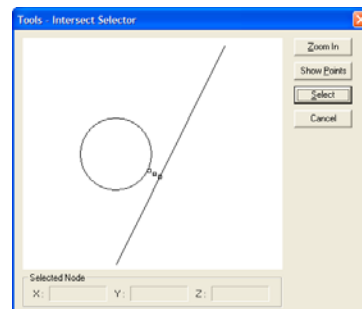 Tools - Intersect Selector
Zoom In
Show Points
Select
Cancel
Selected Node
X: Y: Z: